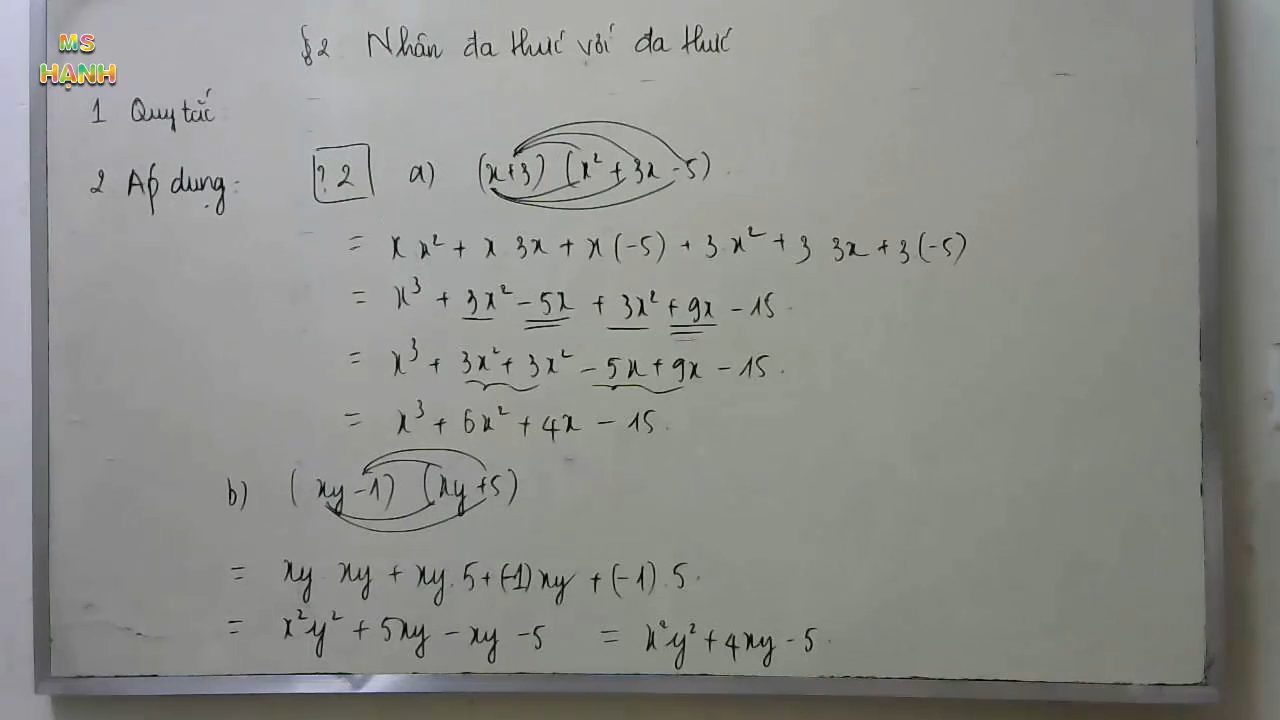 MS
HẠNH
§2. Nhân đa thức với đa thức
1 Quy tắc
2 Áp dụng: ?2 a) (x+3) (x² + 3x - 5)
= x x² + x 3x + x (-5) + 3.x² + 3 3x + 3 (-5)
= x³ + 3x² - 5x + 3x² + 9x - 15.
= x³ + 3x² + 3x² - 5x + 9x - 15.
= x³ + 6x² + 4x - 15.
b) (xy - 1) (xy + 5)
= xy xy + xy. 5 + (-1) xy + (-1). 5.
= x²y² + 5xy - xy - 5 = x²y² + 4xy - 5.